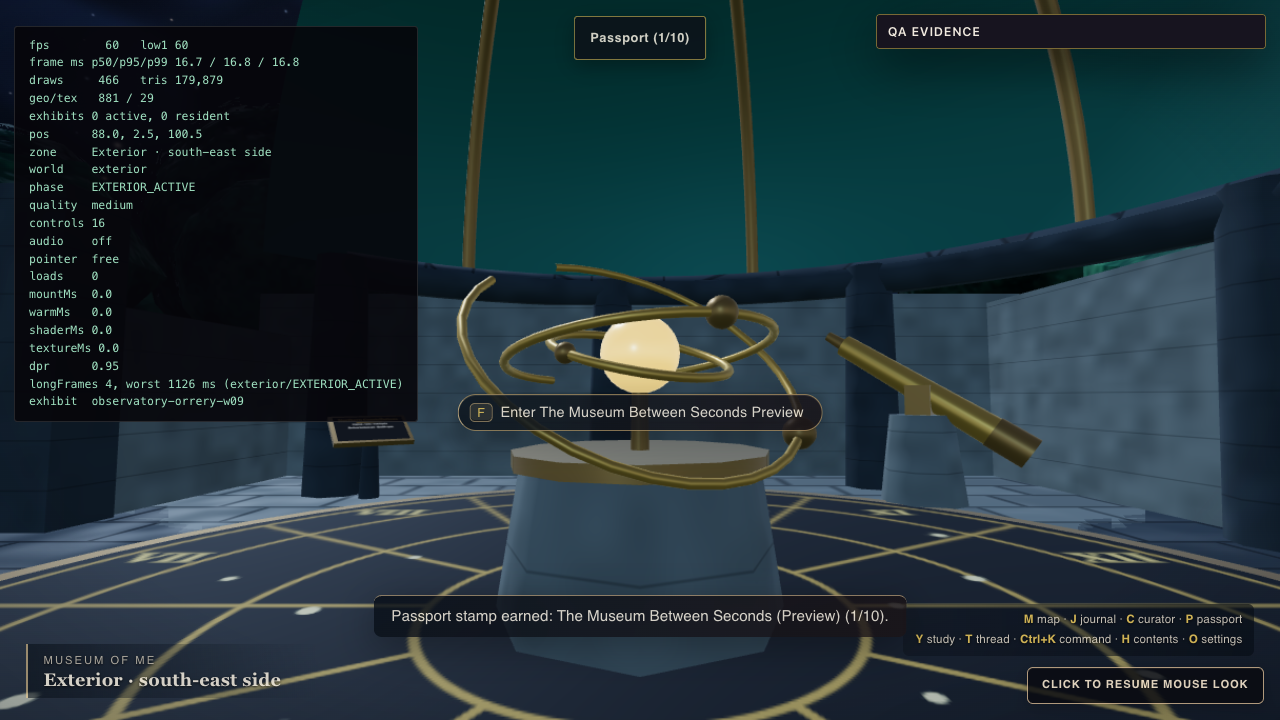 fps 60 low1 60
frame ms p50/p95/p99 16.7 / 16.8 / 16.8
draws 466 tris 179,879
geo/tex 881 / 29
exhibits 0 active, 0 resident
pos 88.0, 2.5, 100.5
zone Exterior · south-east side
world exterior
phase EXTERIOR_ACTIVE
quality medium
controls 16
audio off
pointer free
loads 0
mountMs 0.0
warmMs 0.0
shaderMs 0.0
textureMs 0.0
dpr 0.95
longFrames 4, worst 1126 ms (exterior/EXTERIOR_ACTIVE)
exhibit observatory-orrery-w09
Passport (1/10)
QA EVIDENCE
F Enter The Museum Between Seconds Preview
VIII
XI
VII
XII
Passport stamp earned: The Museum Between Seconds (Preview) (1/10).
M map · J journal · C curator · P passport
Y study · T thread · Ctrl+K command · H contents · O settings
MUSEUM OF ME
Exterior · south-east side
CLICK TO RESUME MOUSE LOOK